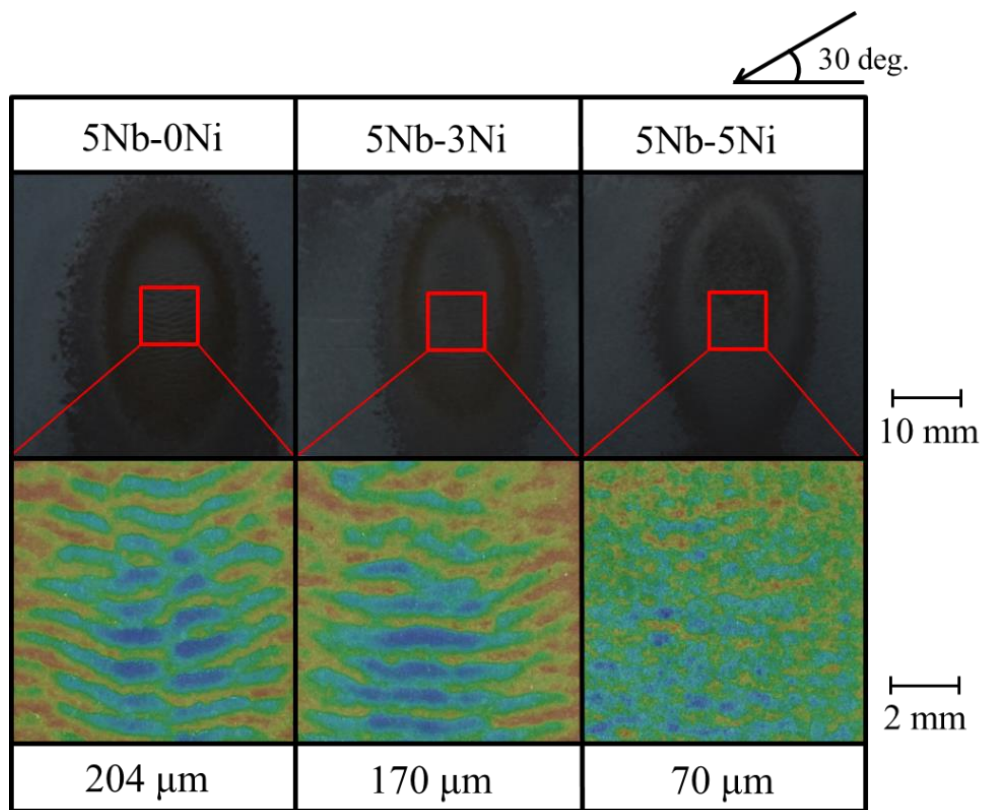 30 deg.
5Nb-0Ni
5Nb-3Ni
5Nb-5Ni
10 mm
2 mm
204 μm
170 μm
70 μm